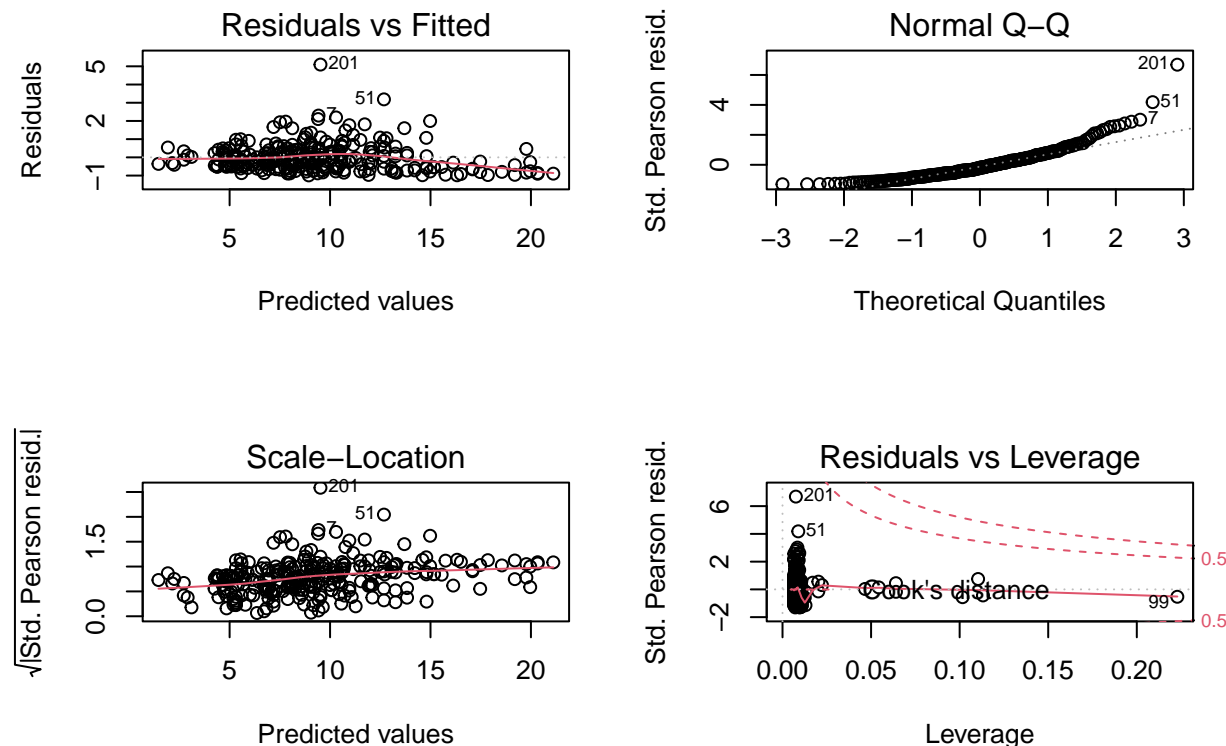 Residuals vs Fitted
Residuals
5
2
−1
201
51
7
5 10 15 20
Predicted values
Normal Q−Q
Std. Pearson resid.
4
0
201
51
7
−3 −2 −1 0 1 2 3
Theoretical Quantiles
Scale−Location
√|Std. Pearson resid.|
1.5
0.0
201
51
7
5 10 15 20
Predicted values
Residuals vs Leverage
Std. Pearson resid.
6
2
−2
201
51
ok's distance
99
0.5
0.5
0.00 0.05 0.10 0.15 0.20
Leverage